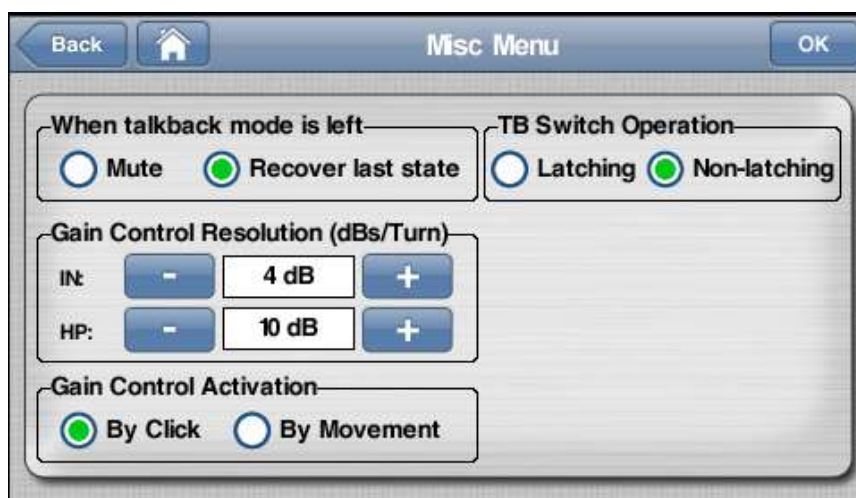 Back
Misc Menu
OK
When talkback mode is left
Mute
Recover last state
TB Switch Operation
Latching
Non-latching
Gain Control Resolution (dBs/Turn)
IN:
-
4 dB
+
HP:
-
10 dB
+
Gain Control Activation
By Click
By Movement